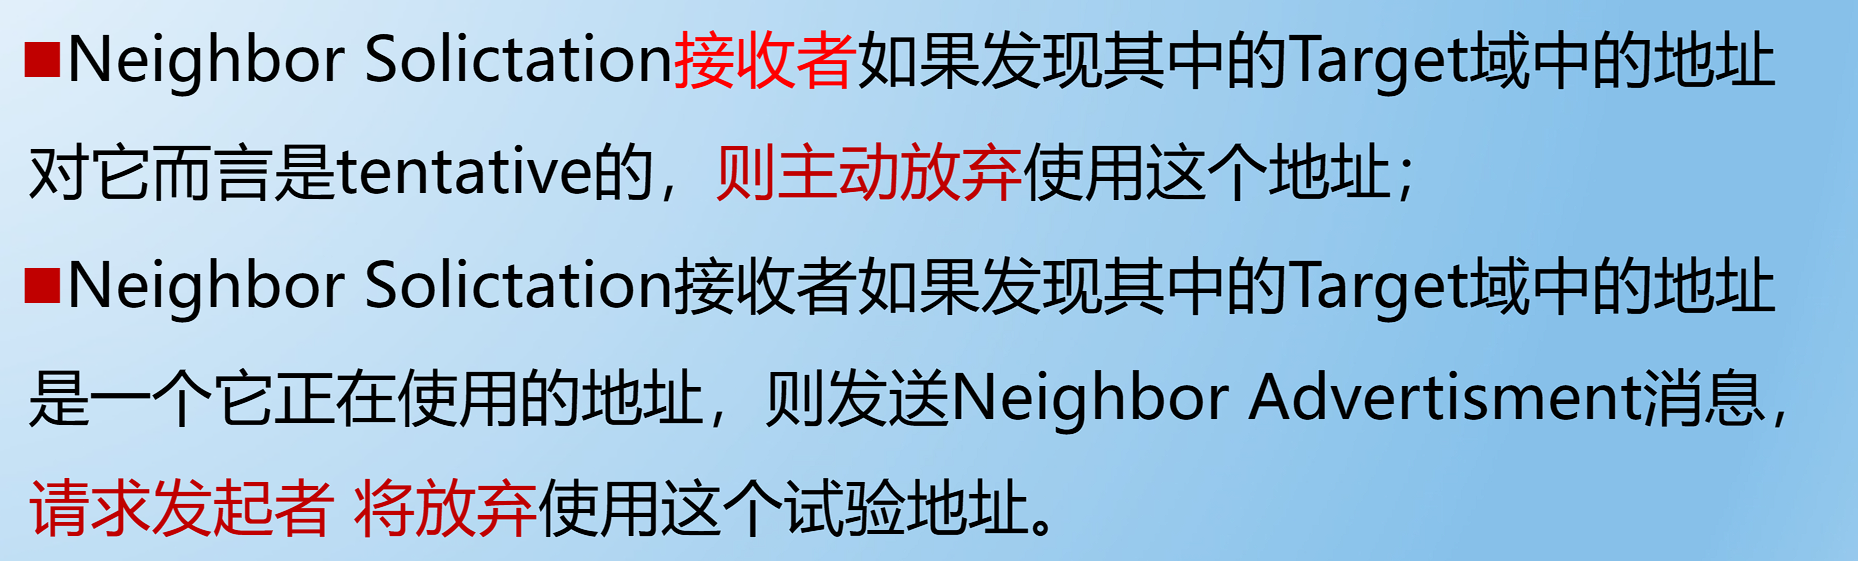 ■Neighbor Solictation接收者如果发现其中的Target域中的地址
对它而言是tentative的，则主动放弃使用这个地址；
■Neighbor Solictation接收者如果发现其中的Target域中的地址
是一个它正在使用的地址，则发送Neighbor Advertisment消息，
请求发起者 将放弃使用这个试验地址。